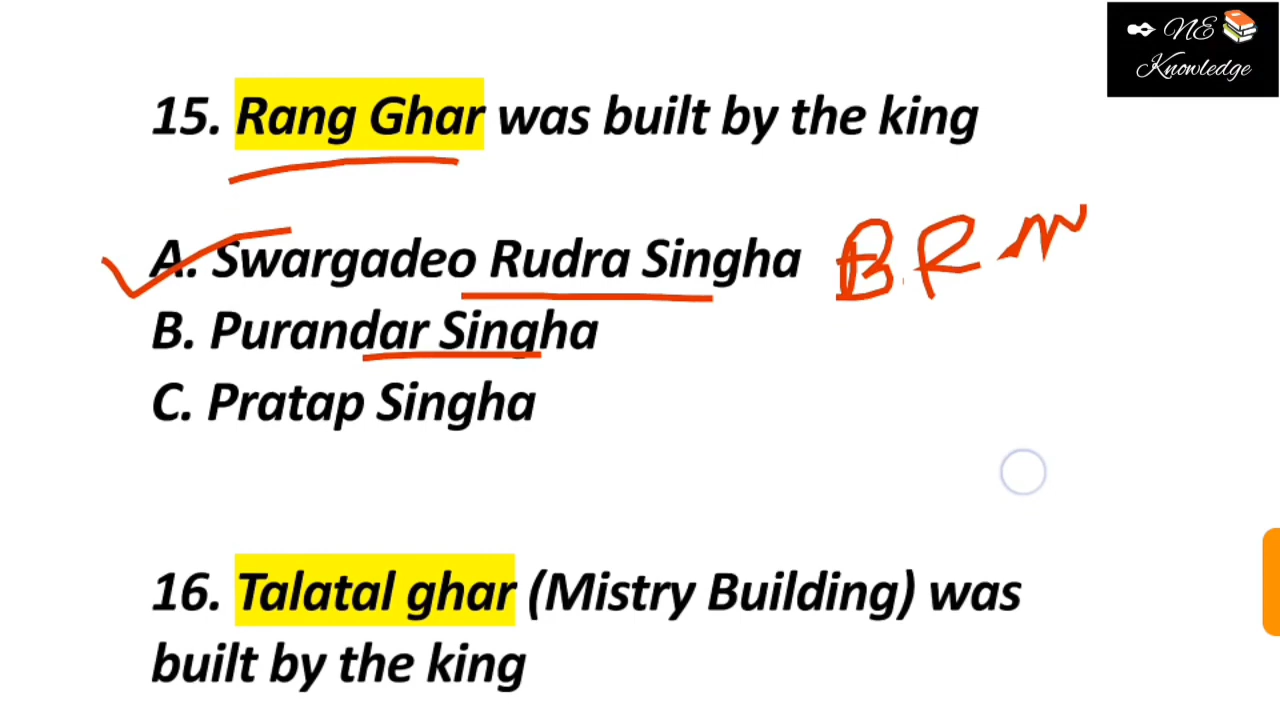 NE
Knowledge
15. Rang Ghar was built by the king
A. Swargadeo Rudra Singha B.R
B. Purandar Singha
C. Pratap Singha
16. Talatal ghar (Mistry Building) was
built by the king